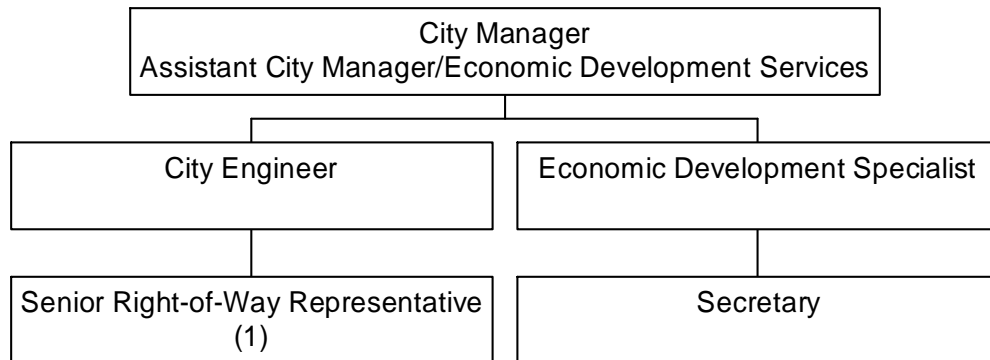 City Manager
Assistant City Manager/Economic Development Services
City Engineer
Economic Development Specialist
Senior Right-of-Way Representative
(1)
Secretary